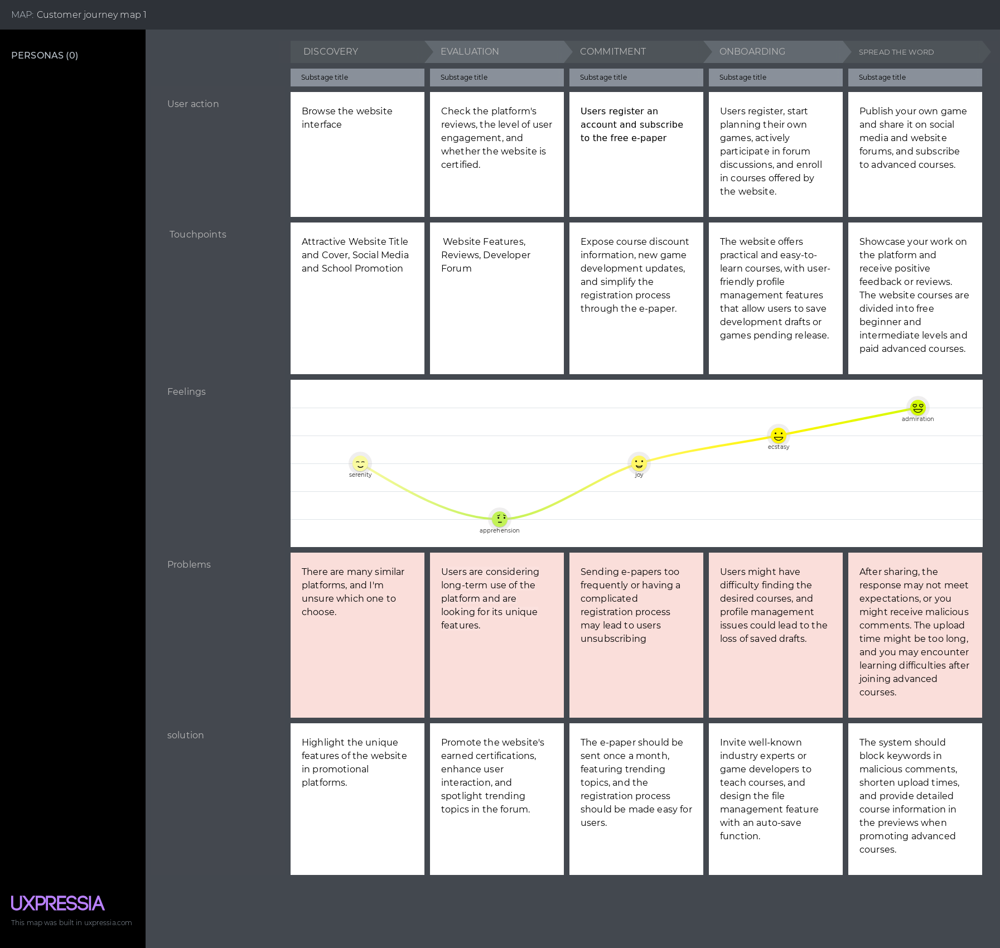 MAP: Customer journey map 1
PERSONAS (0)
DISCOVERY
EVALUATION
COMMITMENT
ONBOARDING
SPREAD THE WORD
Substage title
Substage title
Substage title
Substage title
Substage title
User action
Browse the website
interface
Check the platform's
reviews, the level of user
engagement, and
whether the website is
certified.
Users register an
account and subscribe
to the free e-paper
Users register, start
planning their own
games, actively
participate in forum
discussions, and enroll
in courses offered by
the website.
Publish your own game
and share it on social
media and website
forums, and subscribe
to advanced courses.
Touchpoints
Attractive Website Title
and Cover, Social Media
and School Promotion
Website Features,
Reviews, Developer
Forum
Expose course discount
information, new game
development updates,
and simplify the
registration process
through the e-paper.
The website offers
practical and easy-to-
learn courses, with user-
friendly profile
management features
that allow users to save
development drafts or
games pending release.
Showcase your work on
the platform and
receive positive
feedback or reviews.
The website courses are
divided into free
beginner and
intermediate levels and
paid advanced courses.
Feelings
serenity
apprehension
joy
ecstasy
admiration
Problems
There are many similar
platforms, and I'm
unsure which one to
choose.
Users are considering
long-term use of the
platform and are
looking for its unique
features.
Sending e-papers too
frequently or having a
complicated
registration process
may lead to users
unsubscribing
Users might have
difficulty finding the
desired courses, and
profile management
issues could lead to the
loss of saved drafts.
After sharing, the
response may not meet
expectations, or you
might receive malicious
comments. The upload
time might be too long,
and you may encounter
learning difficulties after
joining advanced
courses.
solution
Highlight the unique
features of the website
in promotional
platforms.
Promote the website's
earned certifications,
enhance user
interaction, and
spotlight trending
topics in the forum.
The e-paper should be
sent once a month,
featuring trending
topics, and the
registration process
should be made easy for
users.
Invite well-known
industry experts or
game developers to
teach courses, and
design the file
management feature
with an auto-save
function.
The system should
block keywords in
malicious comments,
shorten upload times,
and provide detailed
course information in
the previews when
promoting advanced
courses.
UXPRESSIA
This map was built in uxpressia.com